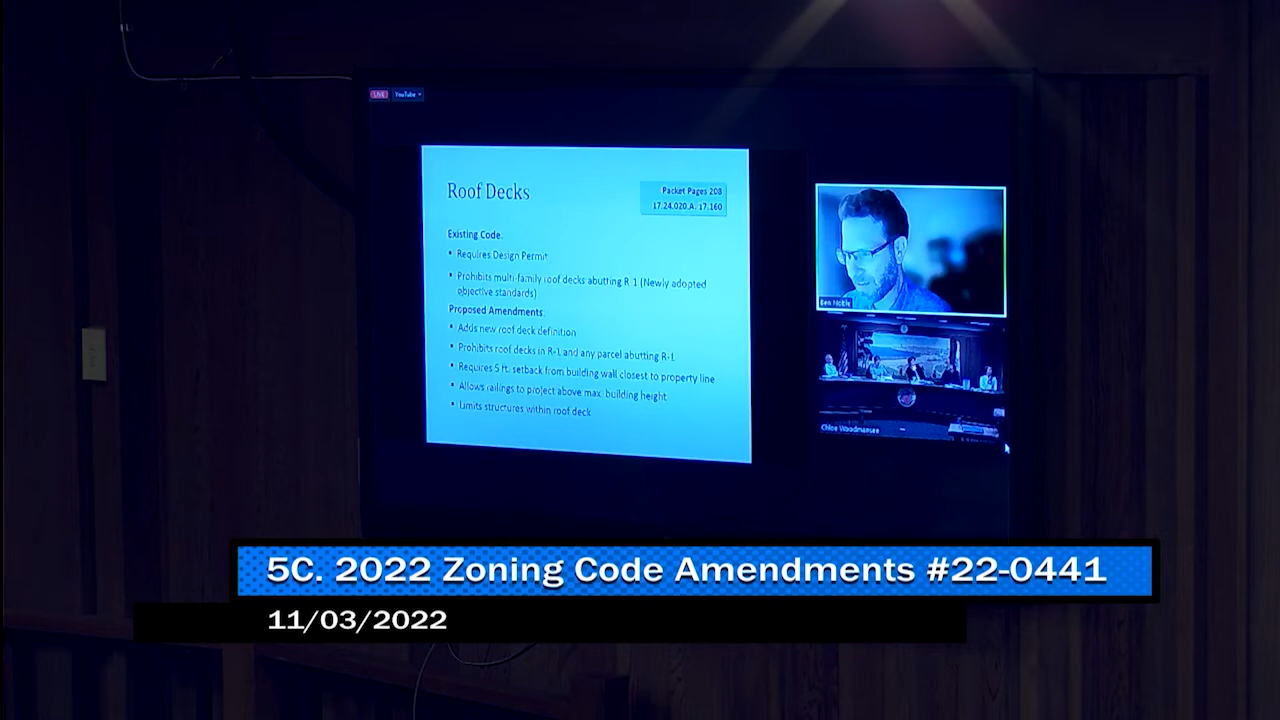 LIVE
YouTube
Roof Decks
Packet Pages 208
17.24.020.A. 17.160
Existing Code:
• Requires Design Permit
• Prohibits multi-family roof decks abutting R-1 (Newly adopted
objective standards)
Proposed Amendments:
• Adds new roof deck definition
• Prohibits roof decks in R-1 and any parcel abutting R-1
• Requires 5 ft. setback from building wall closest to property line
• Allows railings to project above max. building height
• Limits structures within roof deck
Ben Noble
Chloe Woodmansee
5C. 2022 Zoning Code Amendments #22-0441
11/03/2022